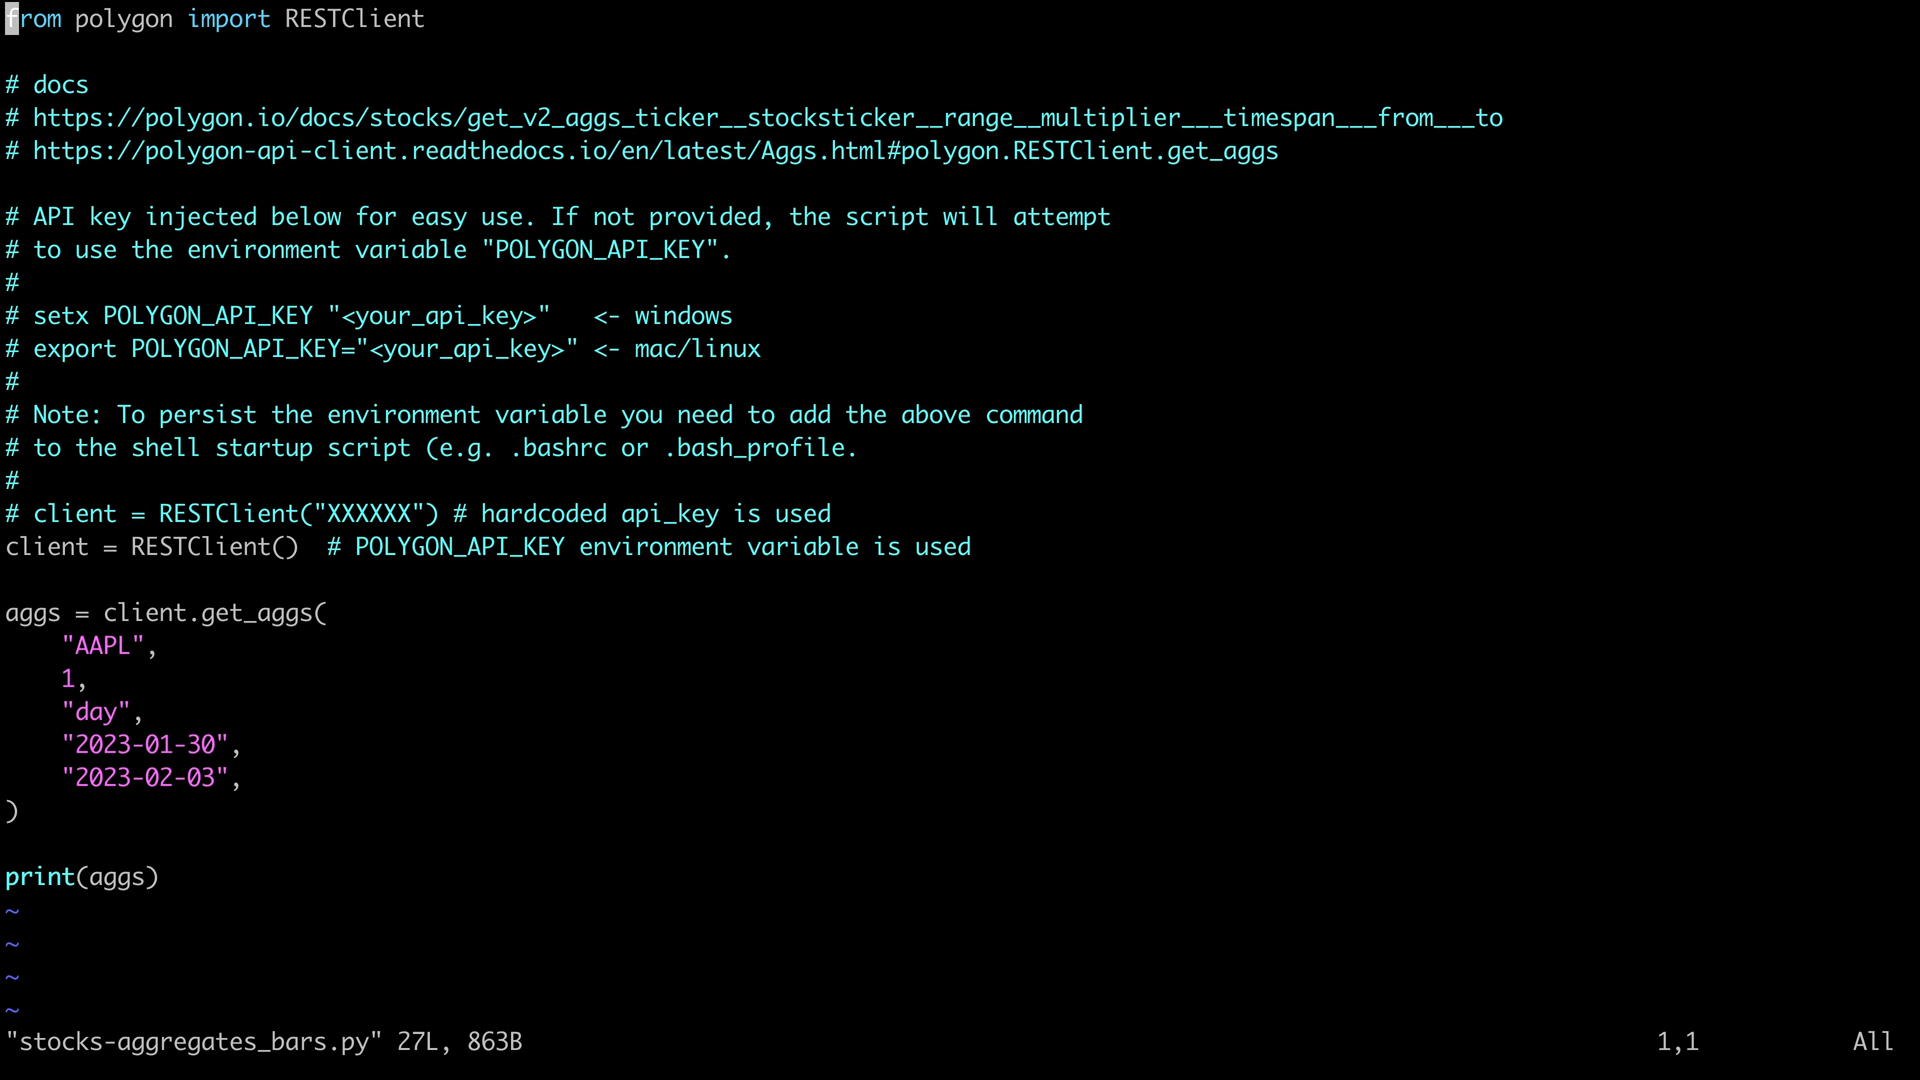 from polygon import RESTClient
# docs
# https://polygon.io/docs/stocks/get_v2_aggs_ticker__stocksticker__range__multiplier___timespan___from___to
# https://polygon-api-client.readthedocs.io/en/latest/Aggs.html#polygon.RESTClient.get_aggs
# API key injected below for easy use. If not provided, the script will attempt
# to use the environment variable "POLYGON_API_KEY".
#
# setx POLYGON_API_KEY "<your_api_key>"   <- windows
# export POLYGON_API_KEY="<your_api_key>" <- mac/linux
#
# Note: To persist the environment variable you need to add the above command
# to the shell startup script (e.g. .bashrc or .bash_profile.
#
# client = RESTClient("XXXXXX") # hardcoded api_key is used
client = RESTClient()  # POLYGON_API_KEY environment variable is used
aggs = client.get_aggs(
    "AAPL",
    1,
    "day",
    "2023-01-30",
    "2023-02-03",
)
print(aggs)
~
~
~
~
"stocks-aggregates_bars.py" 27L, 863B 1,1 All